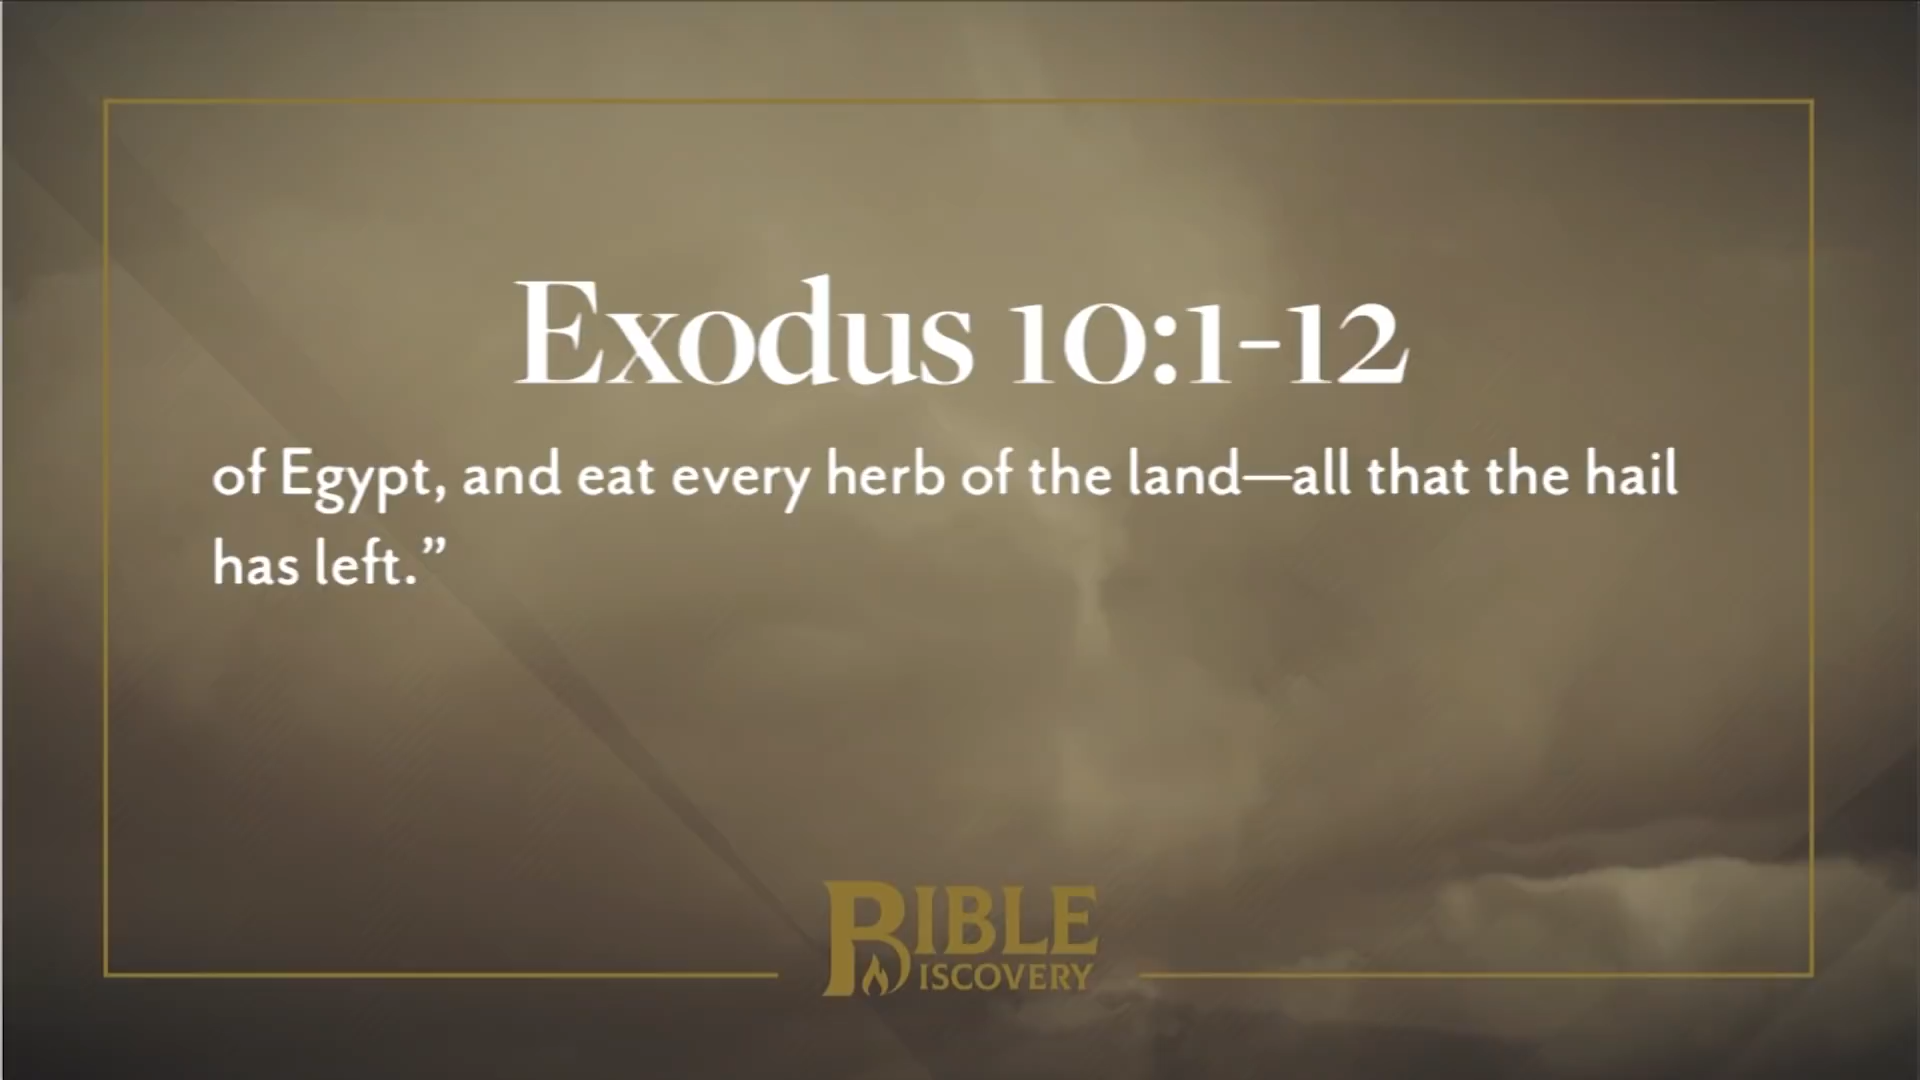 Exodus 10:1-12
of Egypt, and eat every herb of the land—all that the hail
has left.”
BIBLE
DISCOVERY